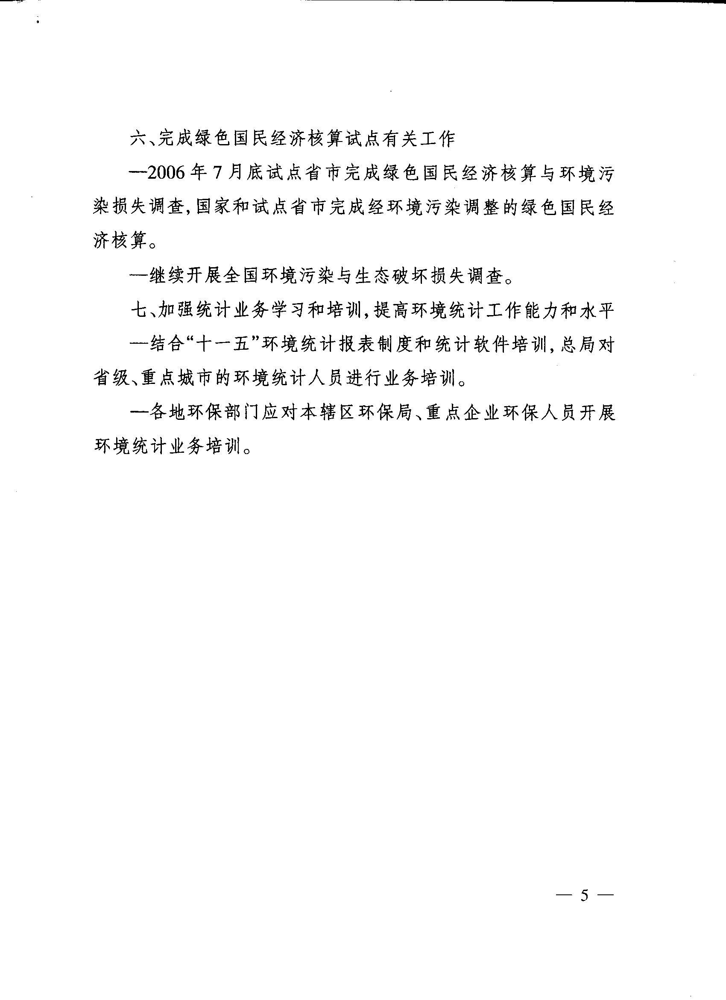 六、完成绿色国民经济核算试点有关工作
—2006年7月底试点省市完成绿色国民经济核算与环境污
染损失调查,国家和试点省市完成经环境污染调整的绿色国民经
济核算。
—继续开展全国环境污染与生态破坏损失调查。
七、加强统计业务学习和培训,提高环境统计工作能力和水平
—结合“十一五”环境统计报表制度和统计软件培训,总局对
省级、重点城市的环境统计人员进行业务培训。
—各地环保部门应对本辖区环保局、重点企业环保人员开展
环境统计业务培训。
— 5 —